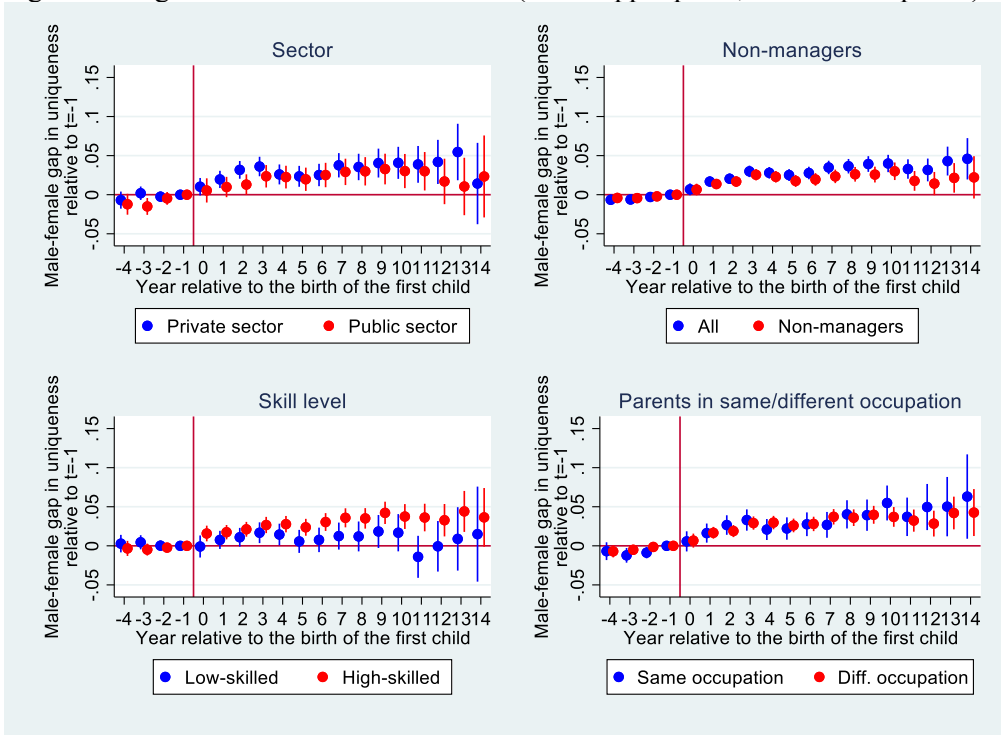 Sector
Male-female gap in uniqueness
relative to t=-1
.15
.1
.05
0
-.05
-4 -3 -2 -1 0 1 2 3 4 5 6 7 8 9 10 11 12 13 14
Year relative to the birth of the first child
Private sector Public sector
Non-managers
Male-female gap in uniqueness
relative to t=-1
.15
.1
.05
0
-.05
-4 -3 -2 -1 0 1 2 3 4 5 6 7 8 9 10 11 12 13 14
Year relative to the birth of the first child
All Non-managers
Skill level
Male-female gap in uniqueness
relative to t=-1
.15
.1
.05
0
-.05
-4 -3 -2 -1 0 1 2 3 4 5 6 7 8 9 10 11 12 13 14
Year relative to the birth of the first child
Low-skilled High-skilled
Parents in same/different occupation
Male-female gap in uniqueness
relative to t=-1
.15
.1
.05
0
-.05
-4 -3 -2 -1 0 1 2 3 4 5 6 7 8 9 10 11 12 13 14
Year relative to the birth of the first child
Same occupation Diff. occupation